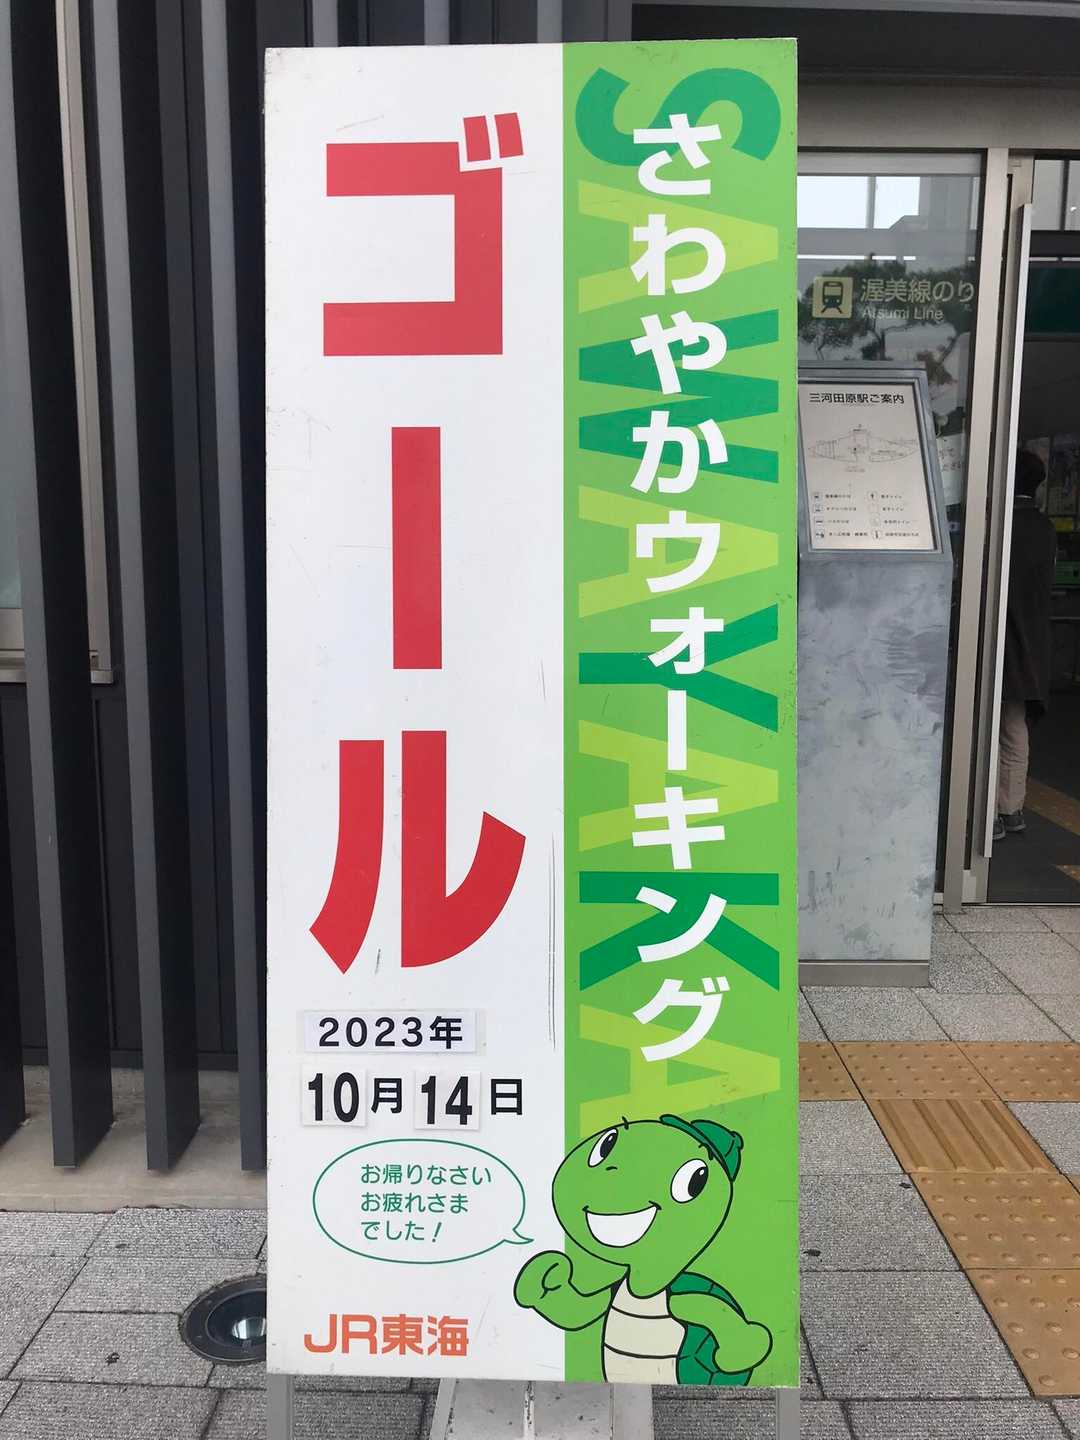 さわやかウォーキング
SAWAYAKA
ゴール
2023年
10月14日
お帰りなさい
お疲れさま
でした！
JR東海
渥美線のり
Atsumi Line
三河田原駅ご案内